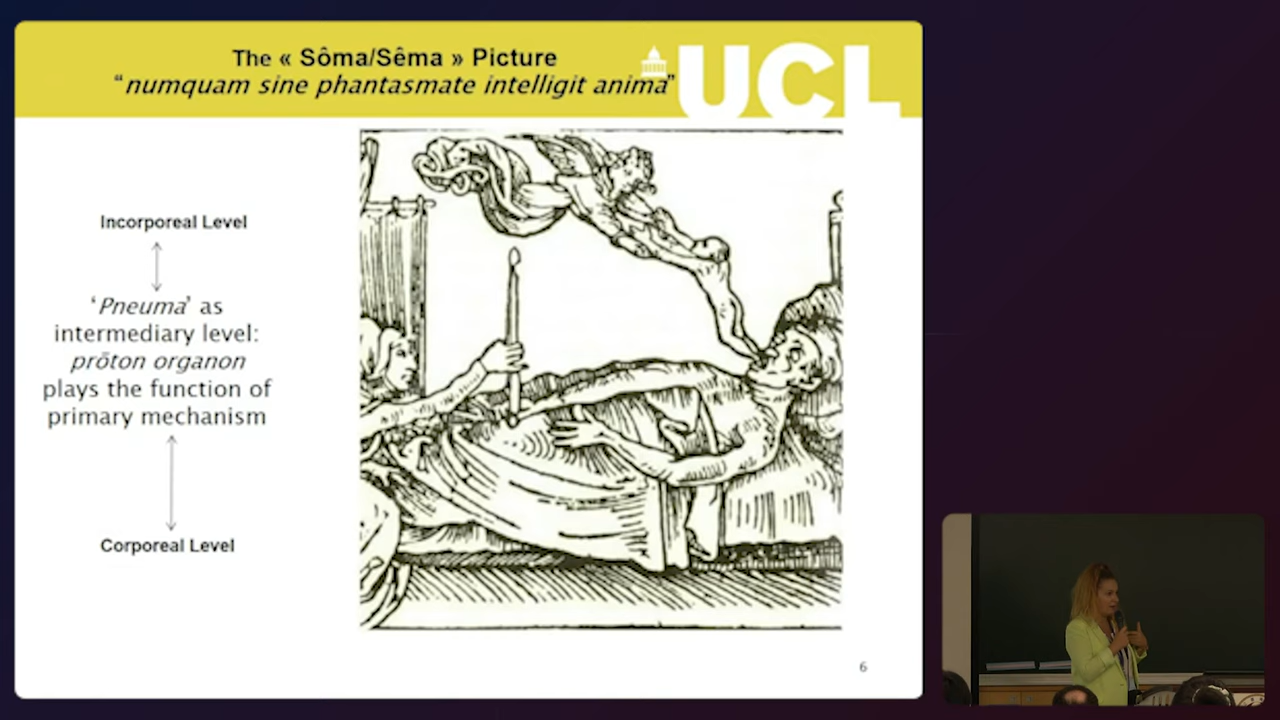 The « Sôma/Sêma » Picture
“numquam sine phantasmate intelligit anima”
UCL
Incorporeal Level
‘Pneuma’ as
intermediary level:
prōton organon
plays the function of
primary mechanism
Corporeal Level
6